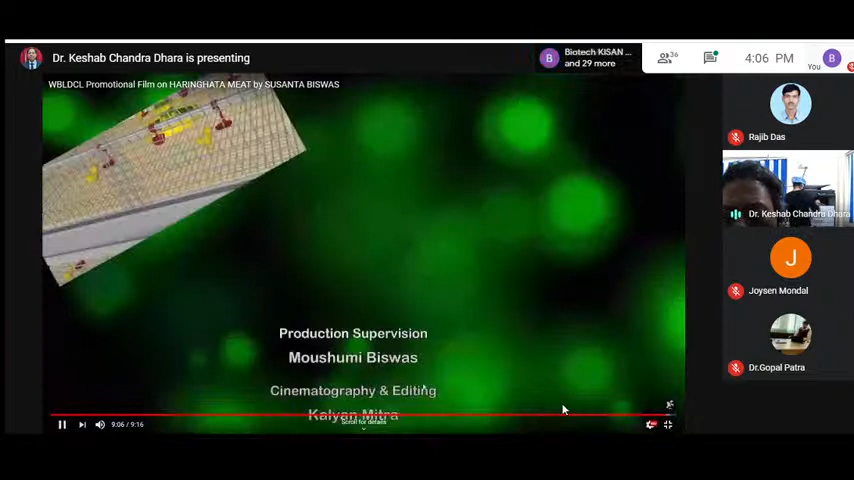 Dr. Keshab Chandra Dhara is presenting
B
Biotech KISAN ...
and 29 more
36
4:06 PM
You
B
WBLDCL Promotional Film on HARINGHATA MEAT by SUSANTA BISWAS
Rajib Das
Dr. Keshab Chandra Dhara
J
Joysen Mondal
Dr.Gopal Patra
Production Supervision
Moushumi Biswas
Cinematography & Editing
Kalyan Mitra
Scroll for details
9:06 / 9:16